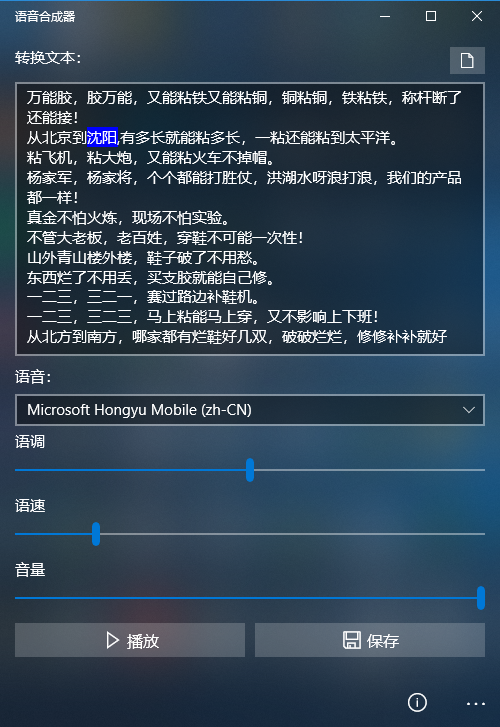 语音合成器
转换文本:
万能胶，胶万能，又能粘铁又能粘铜，铜粘铁，铁粘铁，称杆断了
还能接！
从北京到沈阳,有多长就能粘多长，一粘还能粘到太平洋。
粘飞机，粘大炮，又能粘火车不掉帽。
杨家军，杨家将，个个都能打胜仗，洪湖水呀浪打浪，我们的产品
都一样！
真金不怕火炼，现场不怕实验。
不管大老板，老百姓，穿鞋不可能一次性！
山外青山楼外楼，鞋子破了不用愁。
东西烂了不用丢，买支胶就能自己修。
一二三，三二一，赛过路边补鞋机。
一二三，三二三，马上粘能马上穿，又不影响上下班！
从北方到南方，哪家都有烂鞋好几双，破破烂烂，修修补补就好
语音:
Microsoft Hongyu Mobile (zh-CN)
语调
语速
音量
播放
保存